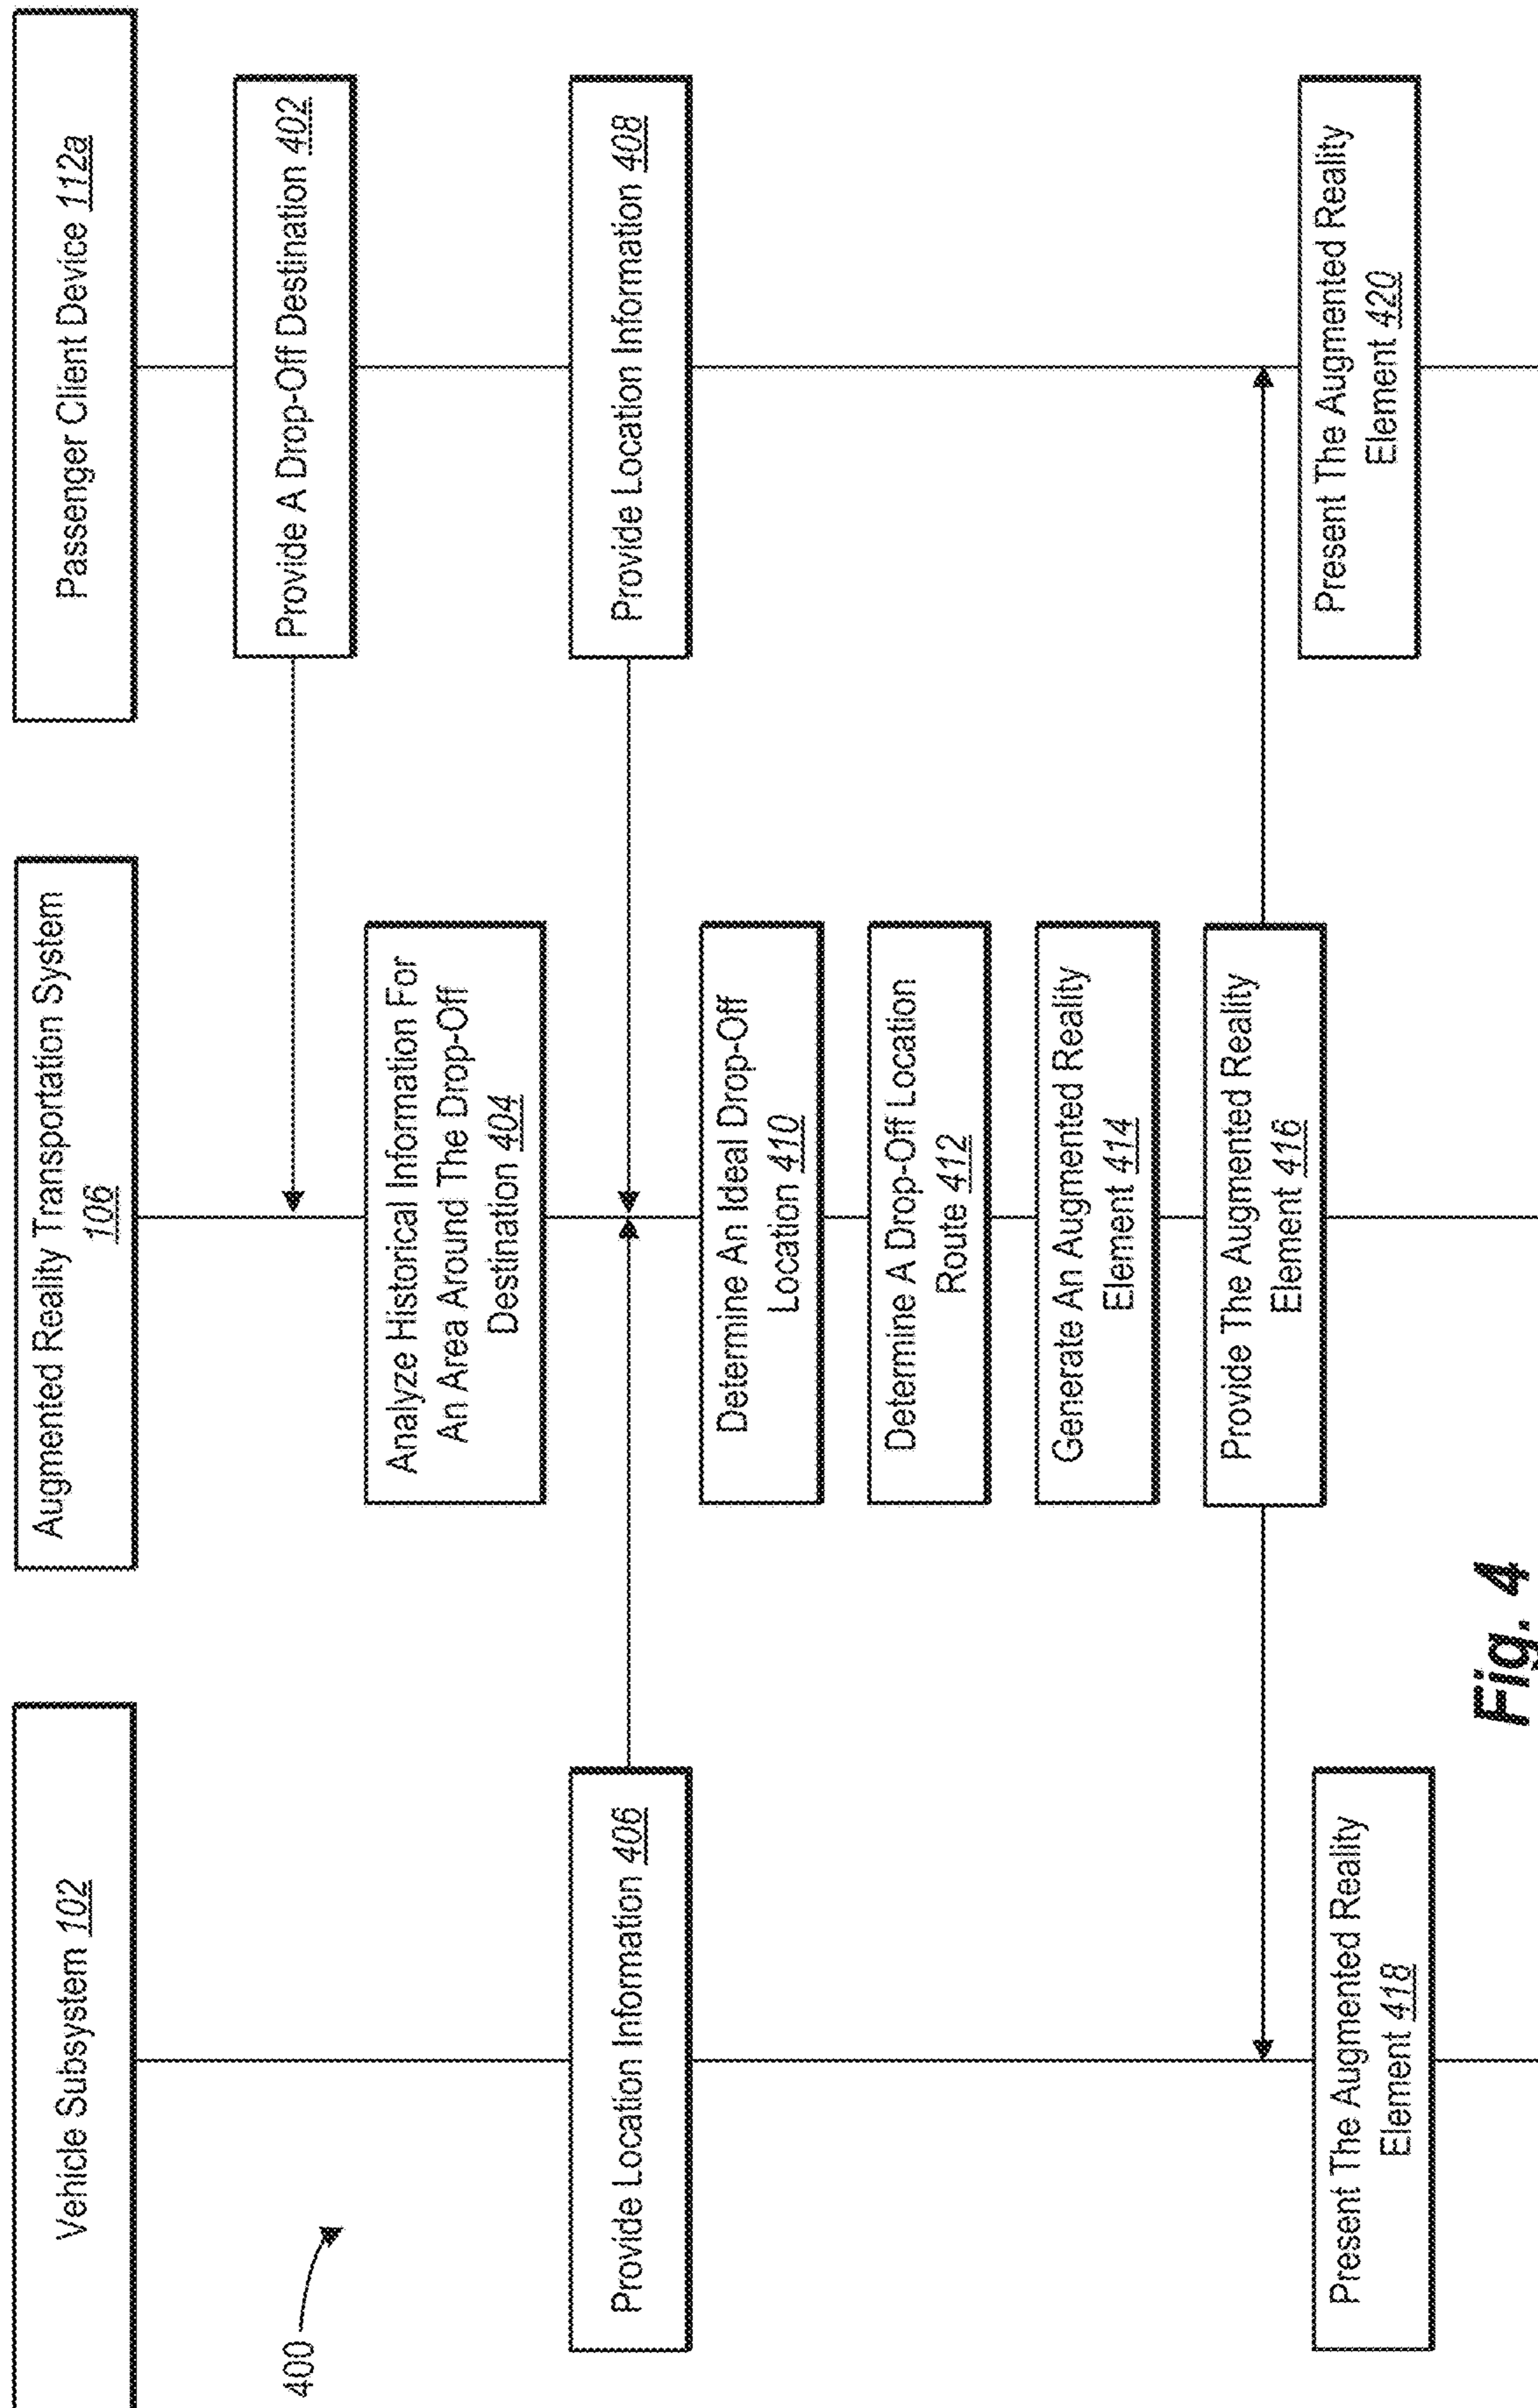 Vehicle Subsystem 102
Augmented Reality Transportation System
106
Passenger Client Device 112a
400
Provide A Drop-Off Destination 402
Analyze Historical Information For
An Area Around The Drop-Off
Destination 404
Provide Location Information 406
Provide Location Information 408
Determine An Ideal Drop-Off
Location 410
Determine A Drop-Off Location
Route 412
Generate An Augmented Reality
Element 414
Provide The Augmented Reality
Element 416
Present The Augmented Reality
Element 418
Present The Augmented Reality
Element 420
Fig. 4